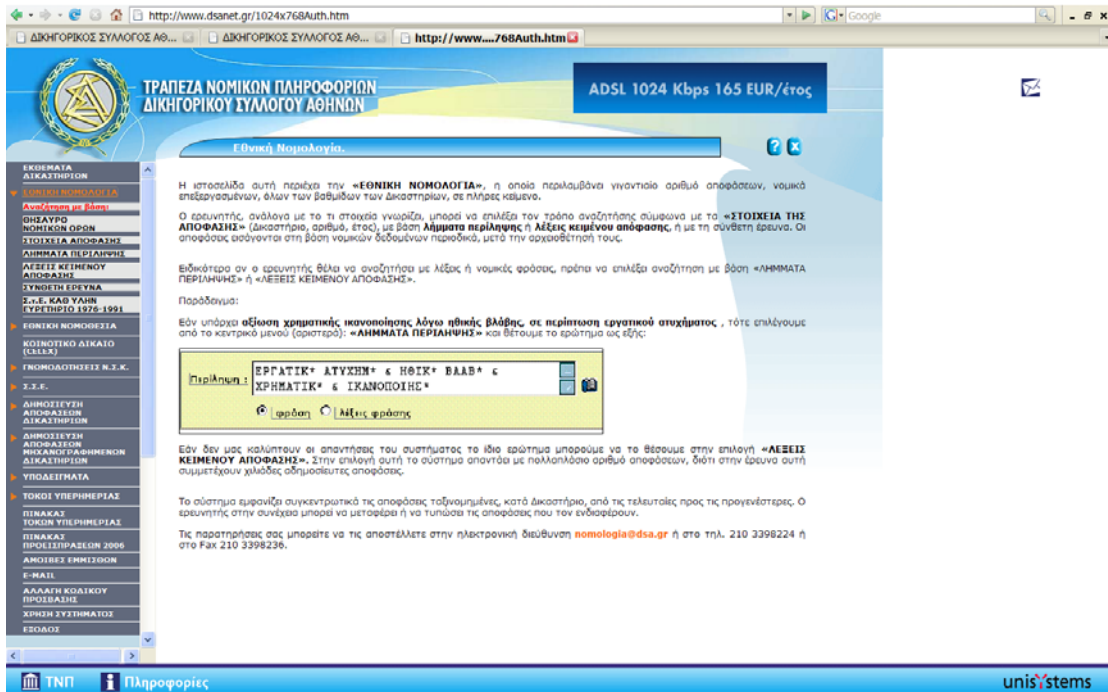 http://www.dsanet.gr/1024x768Auth.htm
Google
ΔΙΚΗΓΟΡΙΚΟΣ ΣΥΛΛΟΓΟΣ ΑΘ...
ΔΙΚΗΓΟΡΙΚΟΣ ΣΥΛΛΟΓΟΣ ΑΘ...
http://www....768Auth.htm
ΤΡΑΠΕΖΑ ΝΟΜΙΚΩΝ ΠΛΗΡΟΦΟΡΙΩΝ
ΔΙΚΗΓΟΡΙΚΟΥ ΣΥΛΛΟΓΟΥ ΑΘΗΝΩΝ
ADSL 1024 Kbps 165 EUR/έτος
Εθνική Νομολογία.
ΕΚΘΕΜΑΤΑ
ΔΙΚΑΣΤΗΡΙΩΝ
ΕΘΝΙΚΗ ΝΟΜΟΛΟΓΙΑ
Αναζήτηση με βάση:
ΘΗΣΑΥΡΟ
ΝΟΜΙΚΩΝ ΟΡΩΝ
ΣΤΟΙΧΕΙΑ ΑΠΟΦΑΣΗΣ
ΛΗΜΜΑΤΑ ΠΕΡΙΛΗΨΗΣ
ΛΕΞΕΙΣ ΚΕΙΜΕΝΟΥ
ΑΠΟΦΑΣΗΣ
ΣΥΝΘΕΤΗ ΕΡΕΥΝΑ
Σ.τ.Ε. ΚΑΘ ΥΛΗΝ
ΕΥΡΕΤΗΡΙΟ 1976-1991
ΕΘΝΙΚΗ ΝΟΜΟΘΕΣΙΑ
ΚΟΙΝΟΤΙΚΟ ΔΙΚΑΙΟ
(CELEX)
ΓΝΩΜΟΔΟΤΗΣΕΙΣ Ν.Σ.Κ.
Σ.Σ.Ε.
ΔΗΜΟΣΙΕΥΣΗ
ΑΠΟΦΑΣΕΩΝ
ΔΙΚΑΣΤΗΡΙΩΝ
ΔΗΜΟΣΙΕΥΣΗ
ΑΠΟΦΑΣΕΩΝ
ΜΗΧΑΝΟΓΡΑΦΗΜΕΝΩΝ
ΔΙΚΑΣΤΗΡΙΩΝ
ΥΠΟΔΕΙΓΜΑΤΑ
ΤΟΚΟΙ ΥΠΕΡΗΜΕΡΙΑΣ
ΠΙΝΑΚΑΣ
ΤΟΚΩΝ ΥΠΕΡΗΜΕΡΙΑΣ
ΠΙΝΑΚΑΣ
ΠΡΟΕΙΣΠΡΑΞΕΩΝ 2006
ΑΜΟΙΒΕΣ ΕΜΜΙΣΘΩΝ
E-MAIL
ΑΛΛΑΓΗ ΚΩΔΙΚΟΥ
ΠΡΟΣΒΑΣΗΣ
ΧΡΗΣΗ ΣΥΣΤΗΜΑΤΟΣ
ΕΞΟΔΟΣ
Η ιστοσελίδα αυτή περιέχει την «ΕΘΝΙΚΗ ΝΟΜΟΛΟΓΙΑ», η οποία περιλαμβάνει γιγαντιαίο αριθμό αποφάσεων, νομικά
επεξεργασμένων, όλων των βαθμίδων των Δικαστηρίων, σε πλήρες κείμενο.
Ο ερευνητής, ανάλογα με το τι στοιχεία γνωρίζει, μπορεί να επιλέξει τον τρόπο αναζήτησης σύμφωνα με τα «ΣΤΟΙΧΕΙΑ ΤΗΣ
ΑΠΟΦΑΣΗΣ» (Δικαστήριο, αριθμό, έτος), με βάση λήμματα περίληψης ή λέξεις κειμένου απόφασης, ή με τη σύνθετη έρευνα. Οι
αποφάσεις εισάγονται στη βάση νομικών δεδομένων περιοδικά, μετά την αρχειοθέτησή τους.
Ειδικότερα αν ο ερευνητής θέλει να αναζητήσει με λέξεις ή νομικές φράσεις, πρέπει να επιλέξει αναζήτηση με βάση «ΛΗΜΜΑΤΑ
ΠΕΡΙΛΗΨΗΣ» ή «ΛΕΞΕΙΣ ΚΕΙΜΕΝΟΥ ΑΠΟΦΑΣΗΣ».
Παράδειγμα:
Εάν υπάρχει αξίωση χρηματικής ικανοποίησης λόγω ηθικής βλάβης, σε περίπτωση εργατικού ατυχήματος , τότε επιλέγουμε
από το κεντρικό μενού (αριστερά): «ΛΗΜΜΑΤΑ ΠΕΡΙΛΗΨΗΣ» και θέτουμε το ερώτημα ως εξής:
Περίληψη :
ΕΡΓΑΤΙΚ* ΑΤΥΧΗΜ* & ΗΘΙΚ* ΒΛΑΒ* &
ΧΡΗΜΑΤΙΚ* & ΙΚΑΝΟΠΟΙΗΣ*
φράση λέξεις φράσης
Εάν δεν μας καλύπτουν οι απαντήσεις του συστήματος το ίδιο ερώτημα μπορούμε να το θέσουμε στην επιλογή «ΛΕΞΕΙΣ
ΚΕΙΜΕΝΟΥ ΑΠΟΦΑΣΗΣ». Στην επιλογή αυτή το σύστημα απαντάει με πολλαπλάσιο αριθμό αποφάσεων, διότι στην έρευνα αυτή
συμμετέχουν χιλιάδες αδημοσίευτες αποφάσεις.
Το σύστημα εμφανίζει συγκεντρωτικά τις αποφάσεις ταξινομημένες, κατά Δικαστήριο, από τις τελευταίες προς τις προγενέστερες. Ο
ερευνητής στην συνέχεια μπορεί να μεταφέρει ή να τυπώσει τις αποφάσεις που τον ενδιαφέρουν.
Τις παρατηρήσεις σας μπορείτε να τις αποστέλλετε στην ηλεκτρονική διεύθυνση nomologia@dsa.gr ή στο τηλ. 210 3398224 ή
στο Fax 210 3398236.
ΤΝΠ Πληροφορίες
unisystems